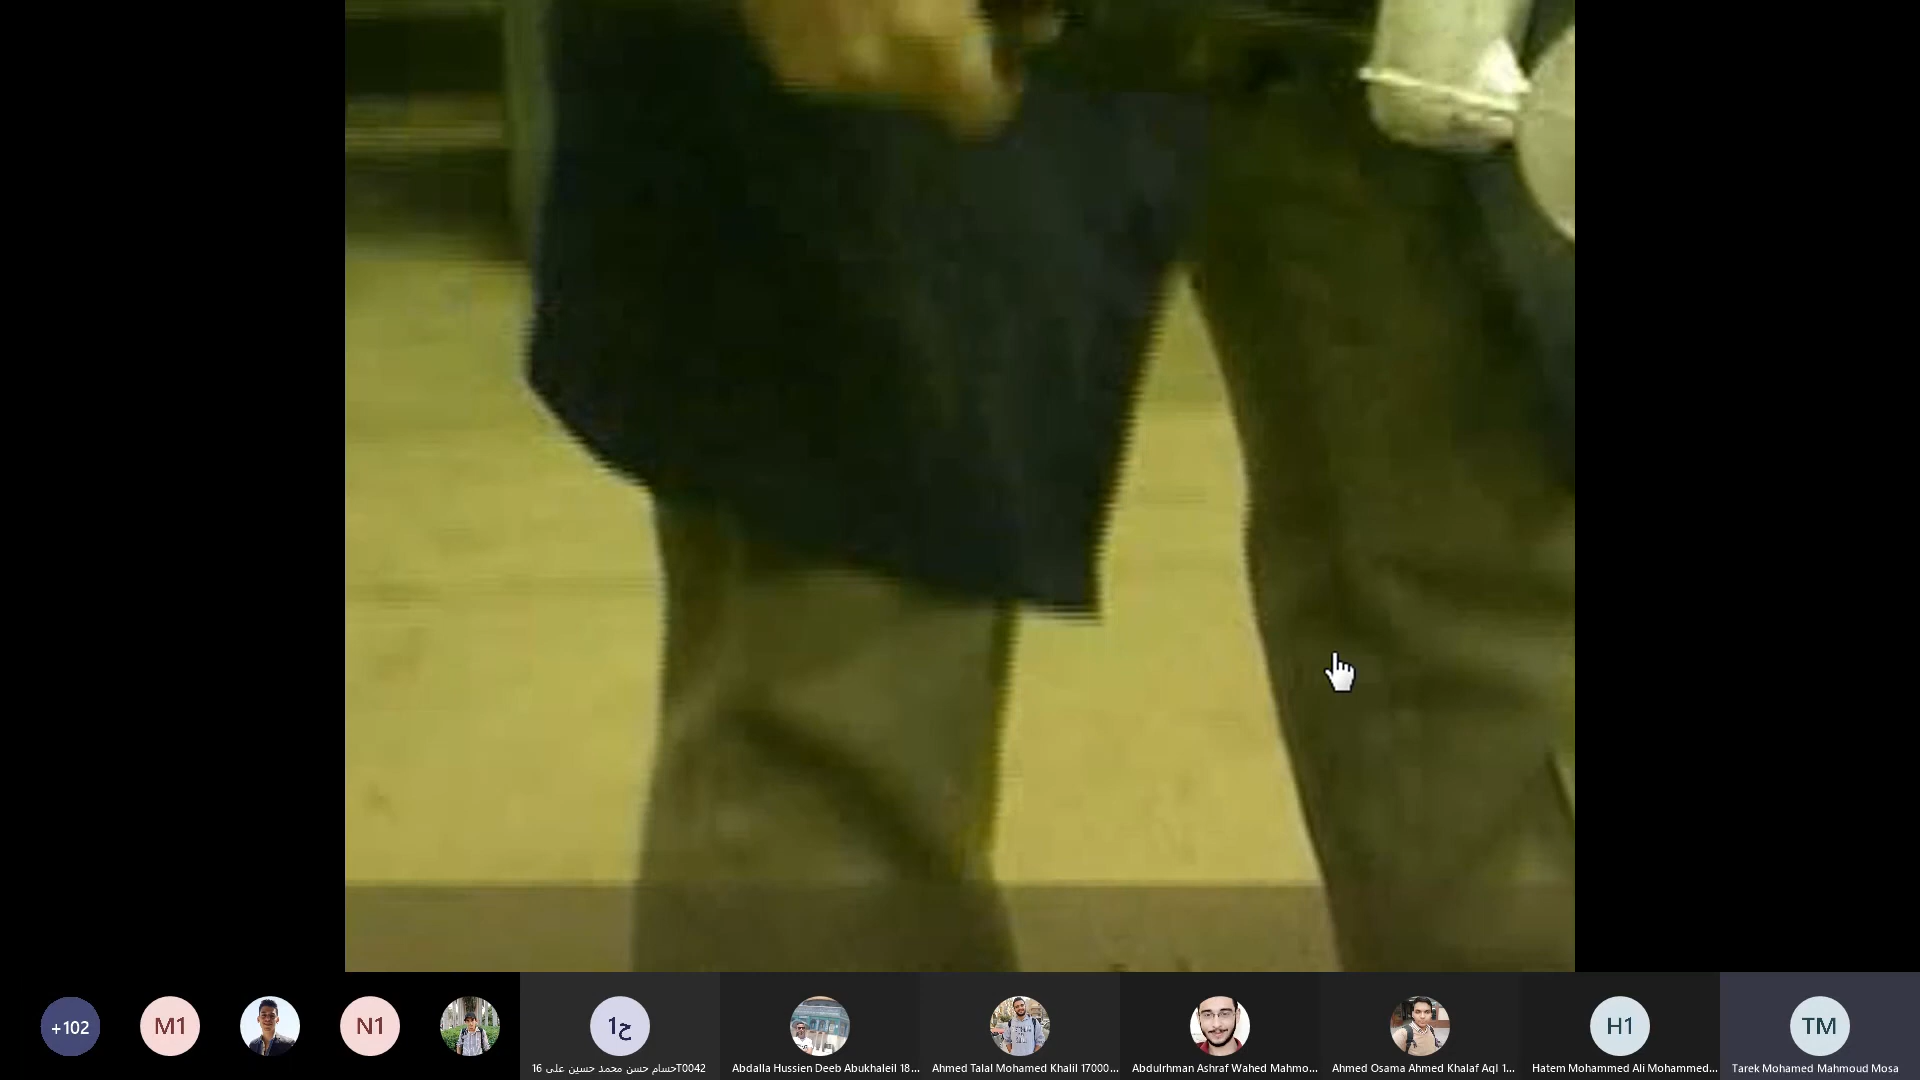 +102
M1
N1
ح1
حسام حسن محمد حسين على 16T0042
Abdalla Hussien Deeb Abukhaleil 18...
Ahmed Talal Mohamed Khalil 17000...
Abdulrhman Ashraf Wahed Mahmo...
Ahmed Osama Ahmed Khalaf Aql 1...
H1
Hatem Mohammed Ali Mohammed...
TM
Tarek Mohamed Mahmoud Mosa